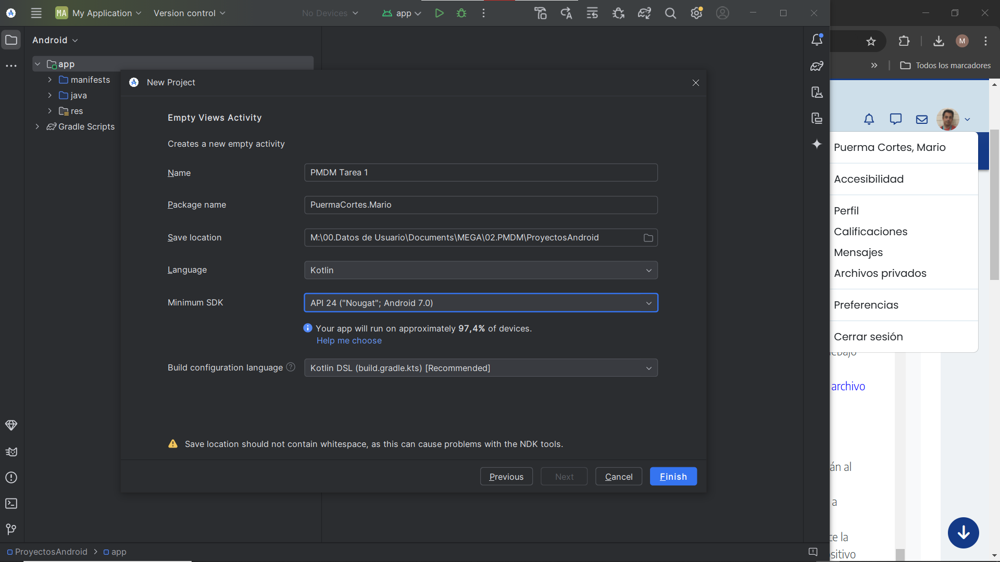 MA My Application Version control No Devices app
Android
app
manifests
java
res
Gradle Scripts
New Project
Empty Views Activity
Creates a new empty activity
Name PMDM Tarea 1
Package name PuermaCortes.Mario
Save location M:\00.Datos de Usuario\Documents\MEGA\02.PMDM\ProyectosAndroid
Language Kotlin
Minimum SDK API 24 ("Nougat"; Android 7.0)
Your app will run on approximately 97,4% of devices.
Help me choose
Build configuration language Kotlin DSL (build.gradle.kts) [Recommended]
Save location should not contain whitespace, as this can cause problems with the NDK tools.
Previous Next Cancel Finish
ProyectosAndroid > app
M
» Todos los marcadores
Puerma Cortes, Mario
Accesibilidad
Perfil
Calificaciones
Mensajes
Archivos privados
Preferencias
Cerrar sesión
archivo
án al
a
ce la
sitivo